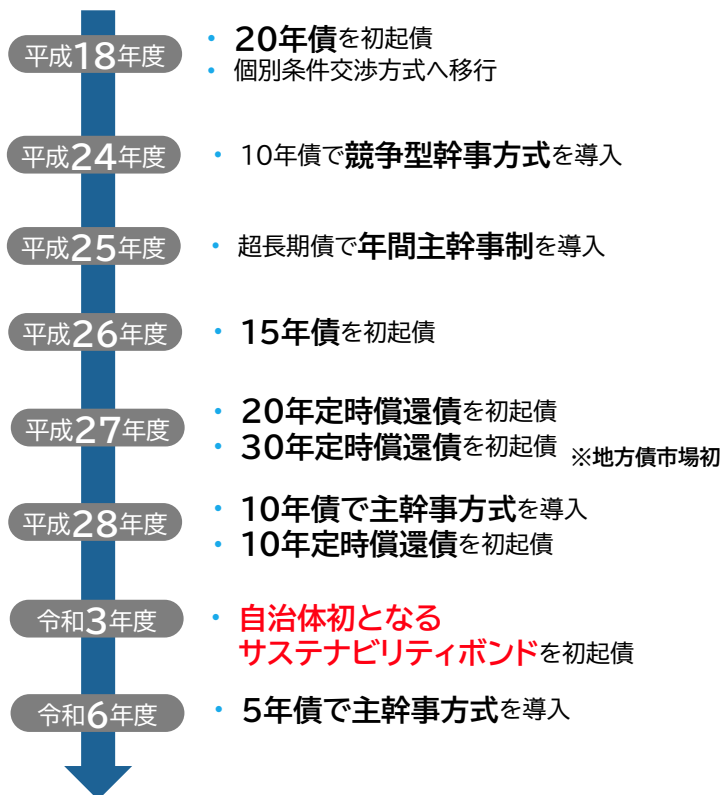 平成18年度
・ 20年債を初起債
・ 個別条件交渉方式へ移行
平成24年度
・ 10年債で競争型幹事方式を導入
平成25年度
・ 超長期債で年間主幹事制を導入
平成26年度
・ 15年債を初起債
平成27年度
・ 20年定時償還債を初起債
・ 30年定時償還債を初起債 ※地方債市場初
平成28年度
・ 10年債で主幹事方式を導入
・ 10年定時償還債を初起債
令和3年度
・ 自治体初となる
サステナビリティボンドを初起債
令和6年度
・ 5年債で主幹事方式を導入